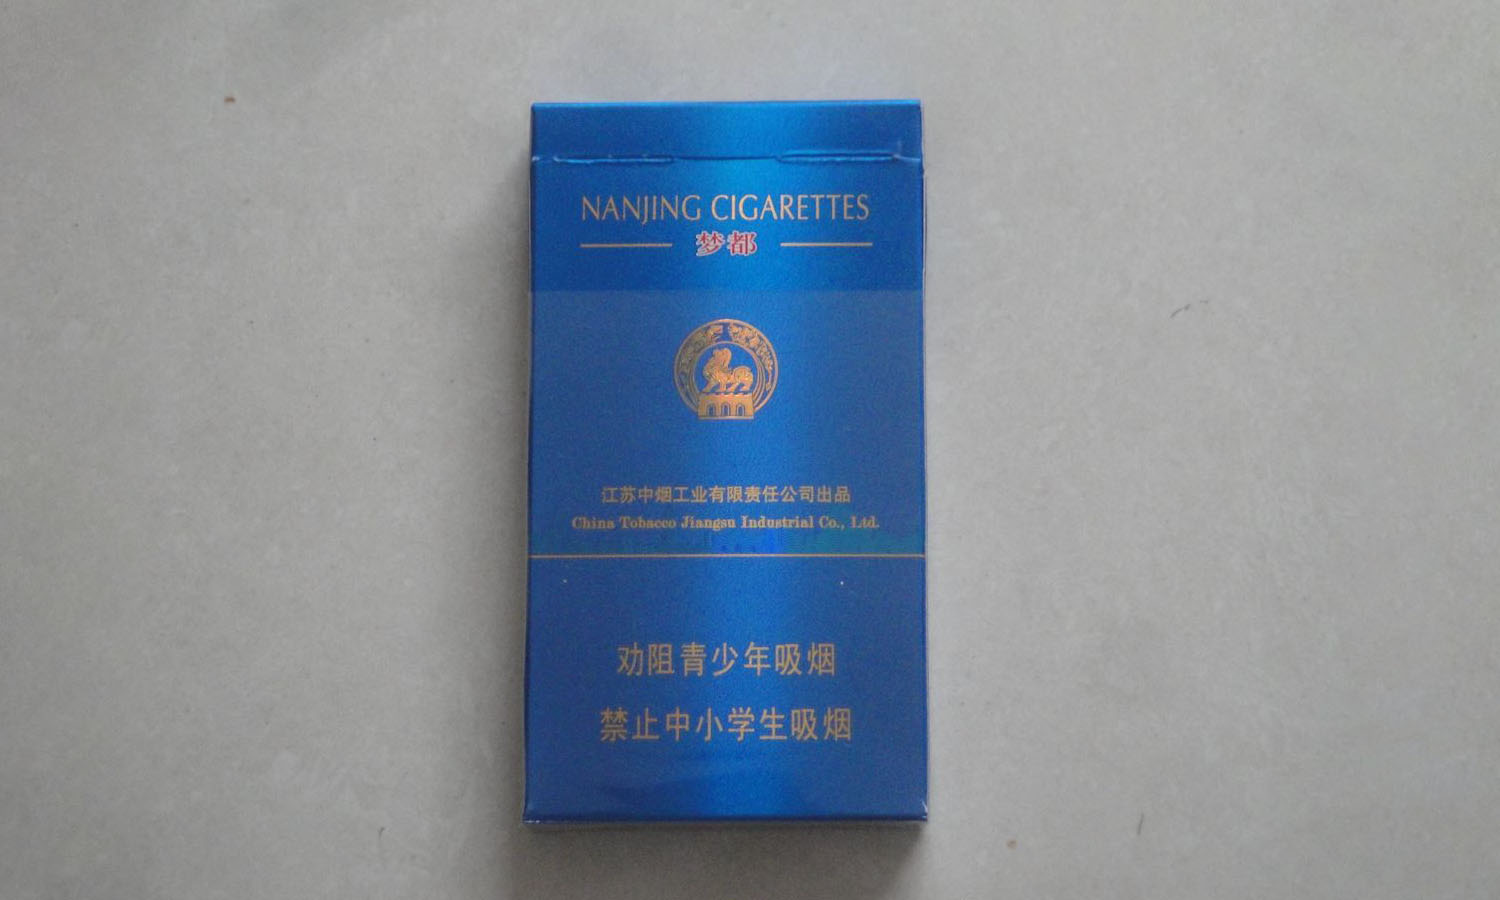 NANJING CIGARETTES
梦都
江苏中烟工业有限责任公司出品
China Tobacco Jiangsu Industrial Co., Ltd.
劝阻青少年吸烟
禁止中小学生吸烟